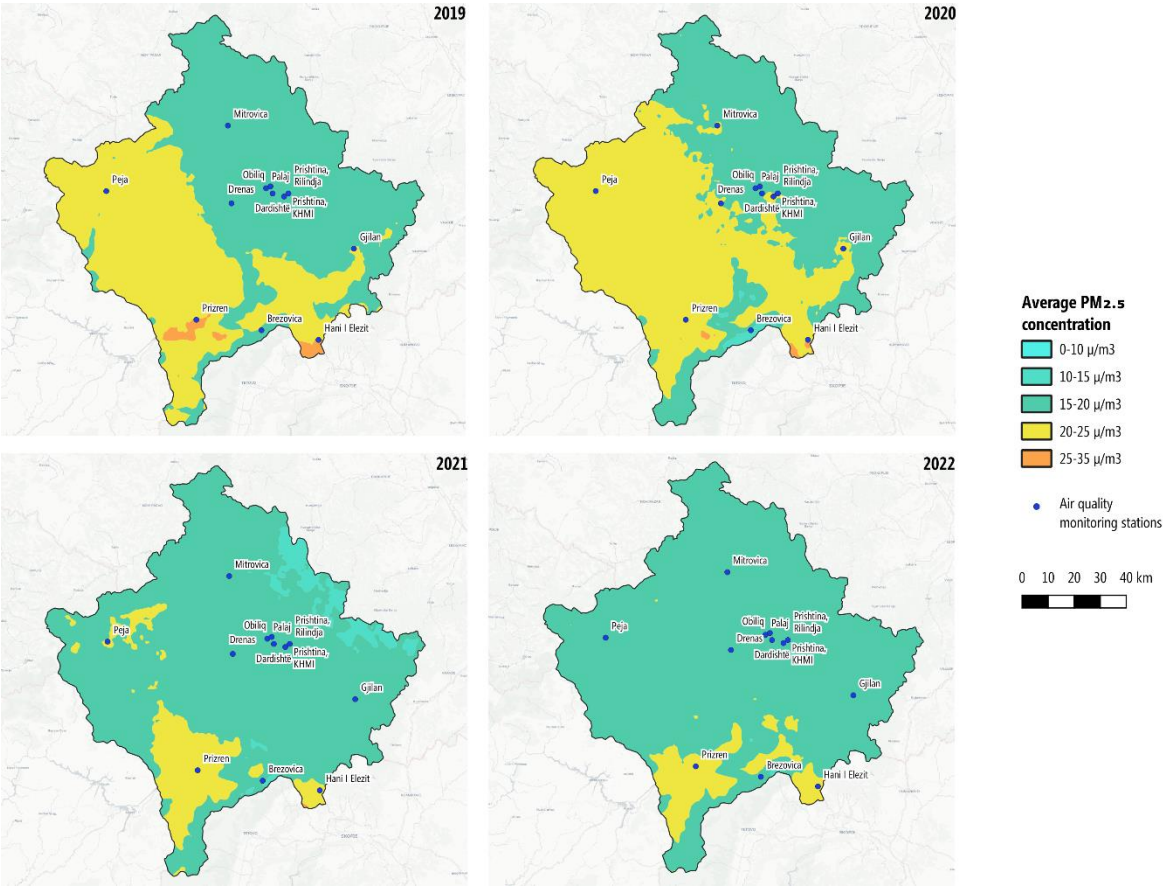 2019
Mitrovica
Peja
Obiliq
Palaj
Prishtina,
Rilindja
Drenas
Dardishtë
Prishtina,
KHMI
Gjilan
Prizren
Brezovica
Hani I Elezit
2020
Mitrovica
Peja
Obiliq
Palaj
Prishtina,
Rilindja
Drenas
Dardishtë
Prishtina,
KHMI
Gjilan
Prizren
Brezovica
Hani I Elezit
Average PM2.5
concentration
0-10 µ/m3
10-15 µ/m3
15-20 µ/m3
20-25 µ/m3
25-35 µ/m3
Air quality
monitoring stations
0 10 20 30 40 km
2021
Mitrovica
Peja
Obiliq
Palaj
Prishtina,
Rilindja
Drenas
Dardishtë
Prishtina,
KHMI
Gjilan
Prizren
Brezovica
Hani I Elezit
2022
Mitrovica
Peja
Obiliq
Palaj
Prishtina,
Rilindja
Drenas
Dardishtë
Prishtina,
KHMI
Gjilan
Prizren
Brezovica
Hani I Elezit